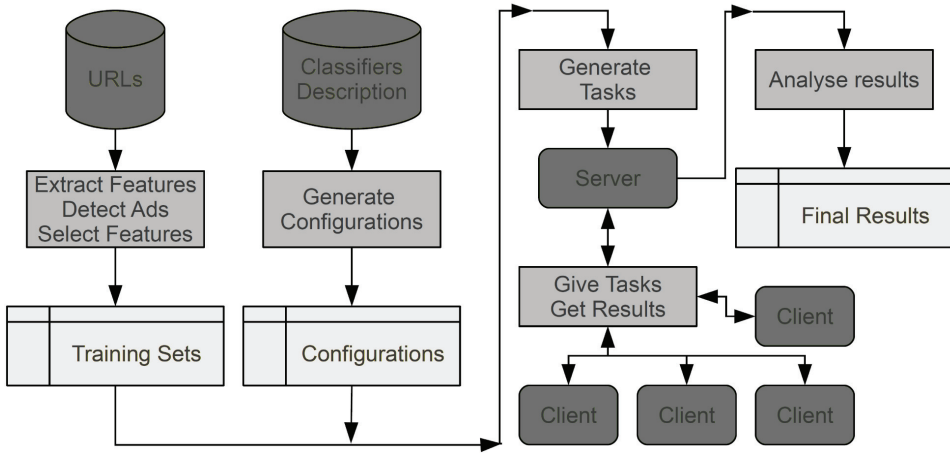 URLs
Classifiers
Description
Extract Features
Detect Ads
Select Features
Generate
Configurations
Training Sets
Configurations
Generate
Tasks
Server
Give Tasks
Get Results
Client
Client
Client
Client
Analyse results
Final Results